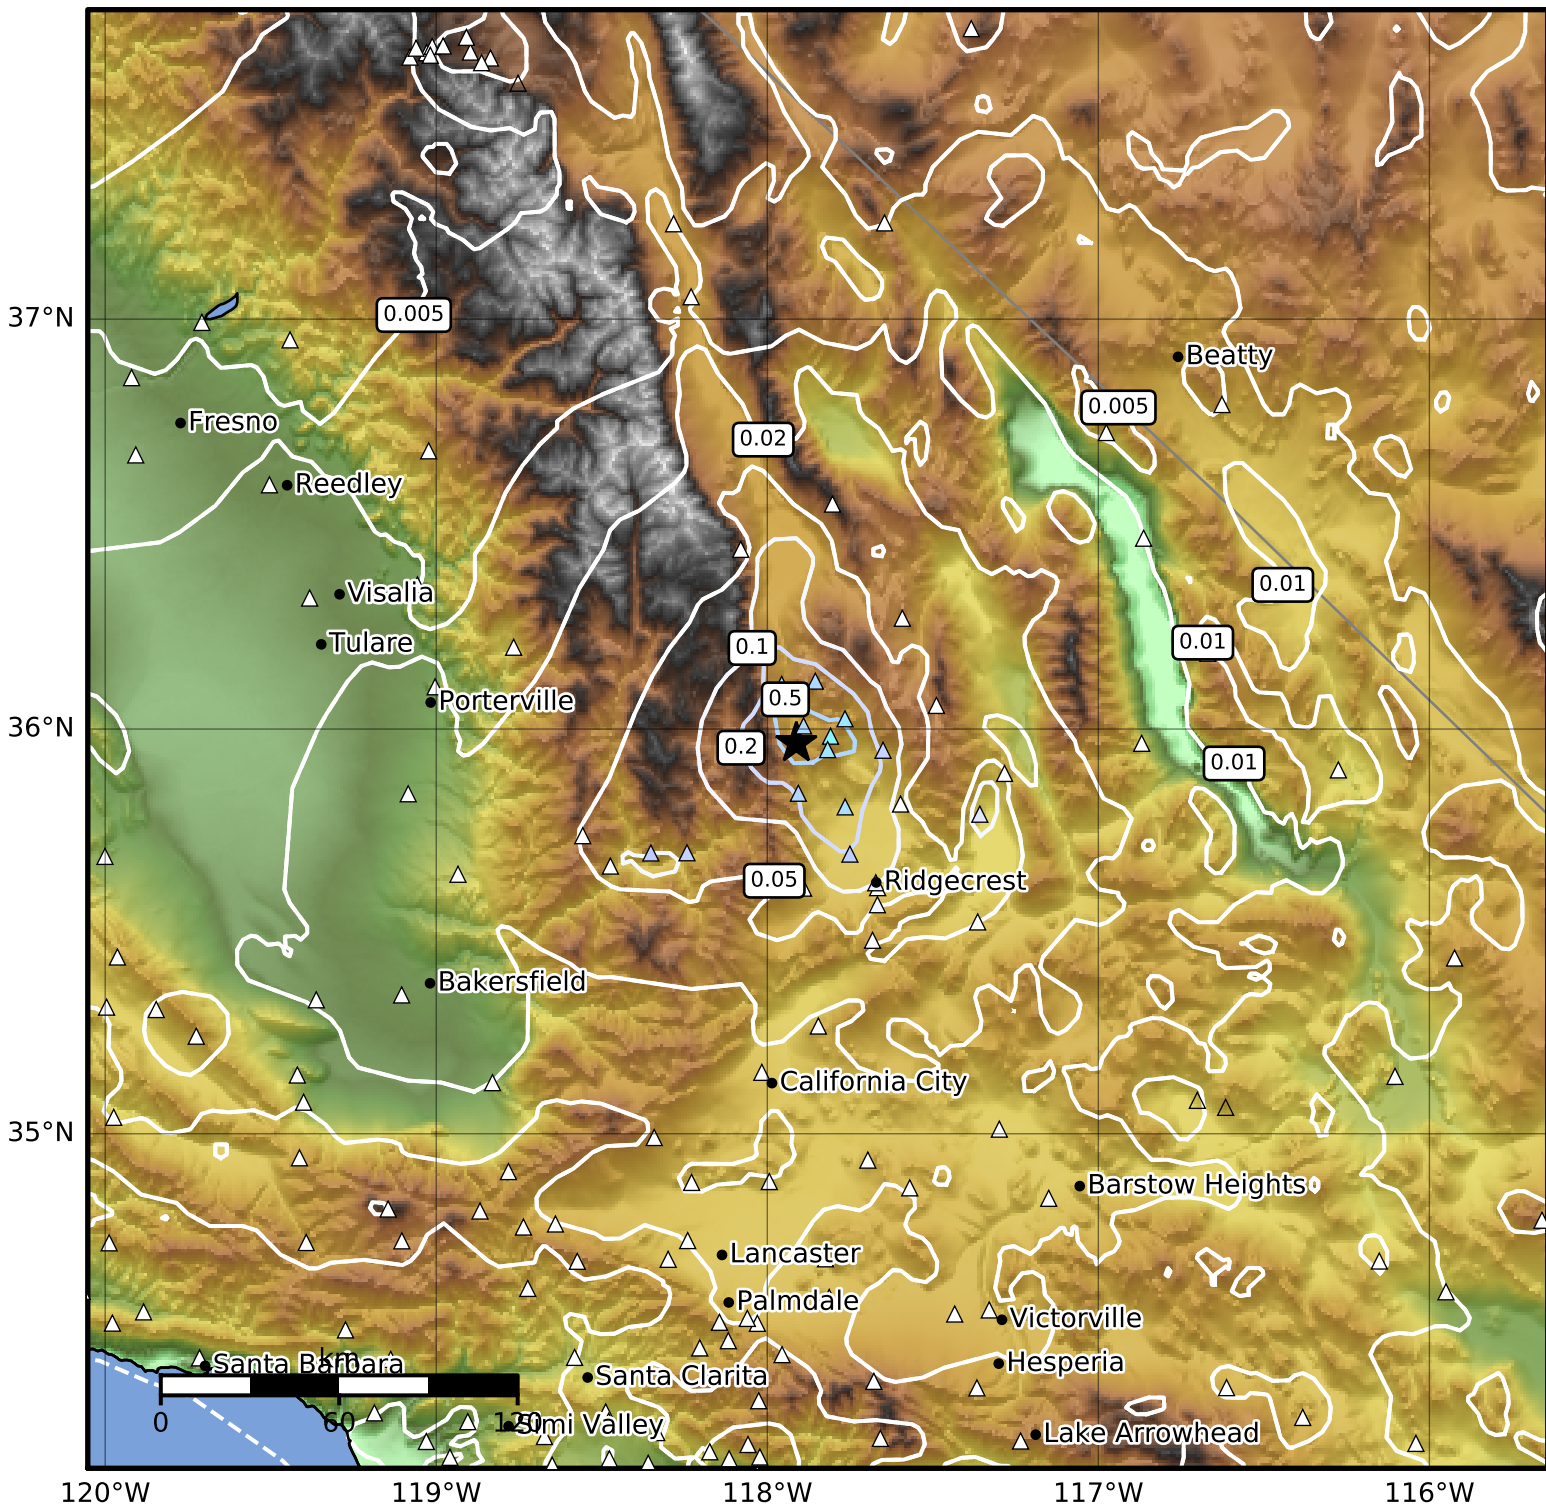 0.005
37°N
Beatty
0.005
Fresno
0.02
Reedley
0.01
Visalia
Tulare
0.1
0.01
Porterville
0.5
36°N
0.2
0.01
0.05
Ridgecrest
Bakersfield
California City
35°N
Barstow Heights
Lancaster
Palmdale
Victorville
Santa Barbara
km
Hesperia
Santa Clarita
0
60
120
Simi Valley
Lake Arrowhead
120°W
119°W
118°W
117°W
116°W